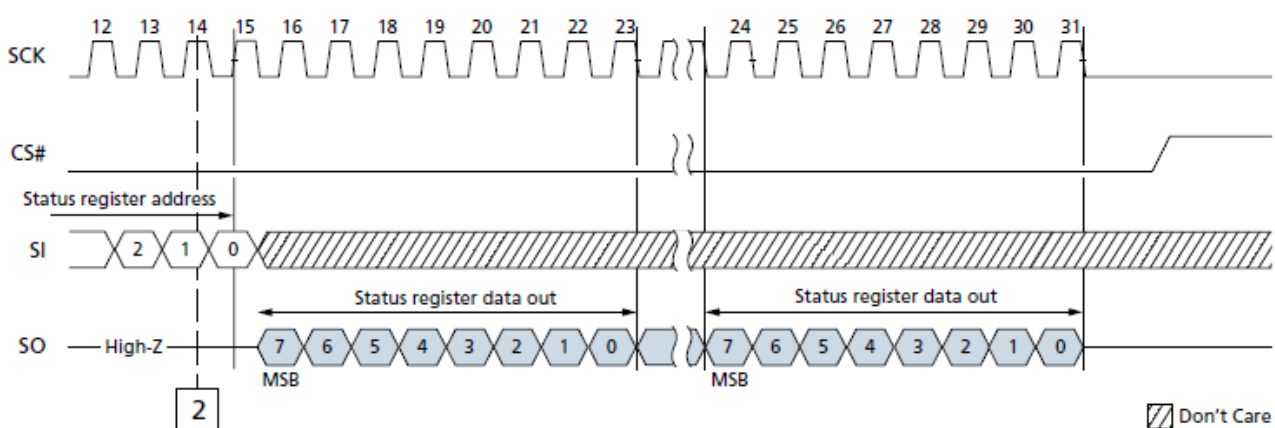 12 13 14 15 16 17 18 19 20 21 22 23 24 25 26 27 28 29 30 31
SCK
CS#
Status register address
SI 2 1 0
Status register data out Status register data out
SO High-Z 7 6 5 4 3 2 1 0 7 6 5 4 3 2 1 0
MSB MSB
2
Don't Care